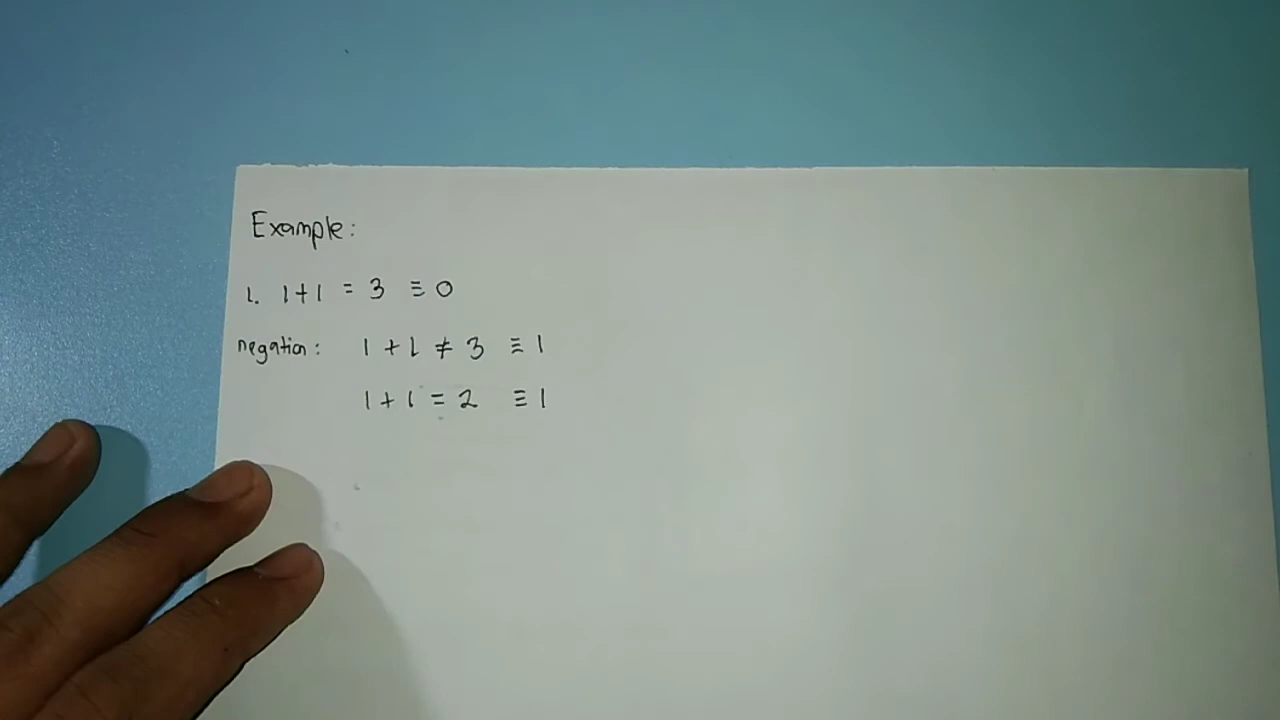 Example:
1. 1+1 = 3 ≡ 0
negation: 1 + 1 ≠ 3 ≡ 1
1 + 1 = 2 ≡ 1